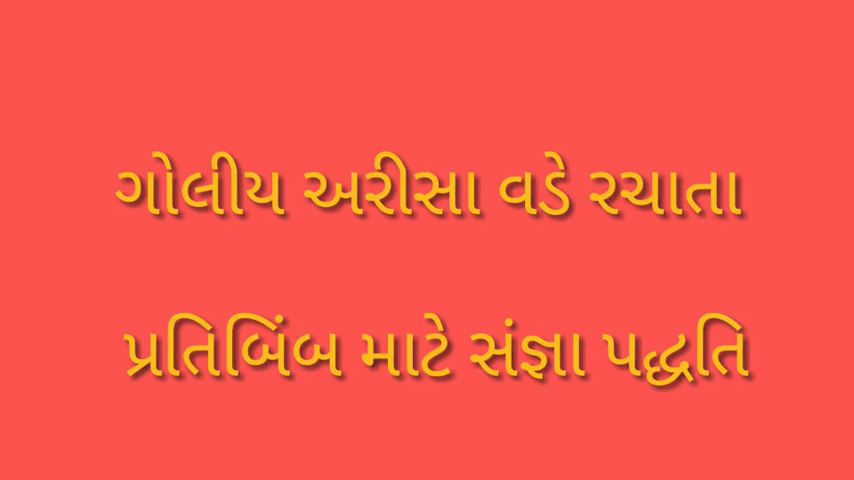 ગોલીય અરીસા વડે રચાતા
પ્રતિબિંબ માટે સંજ્ઞા પદ્ધતિ